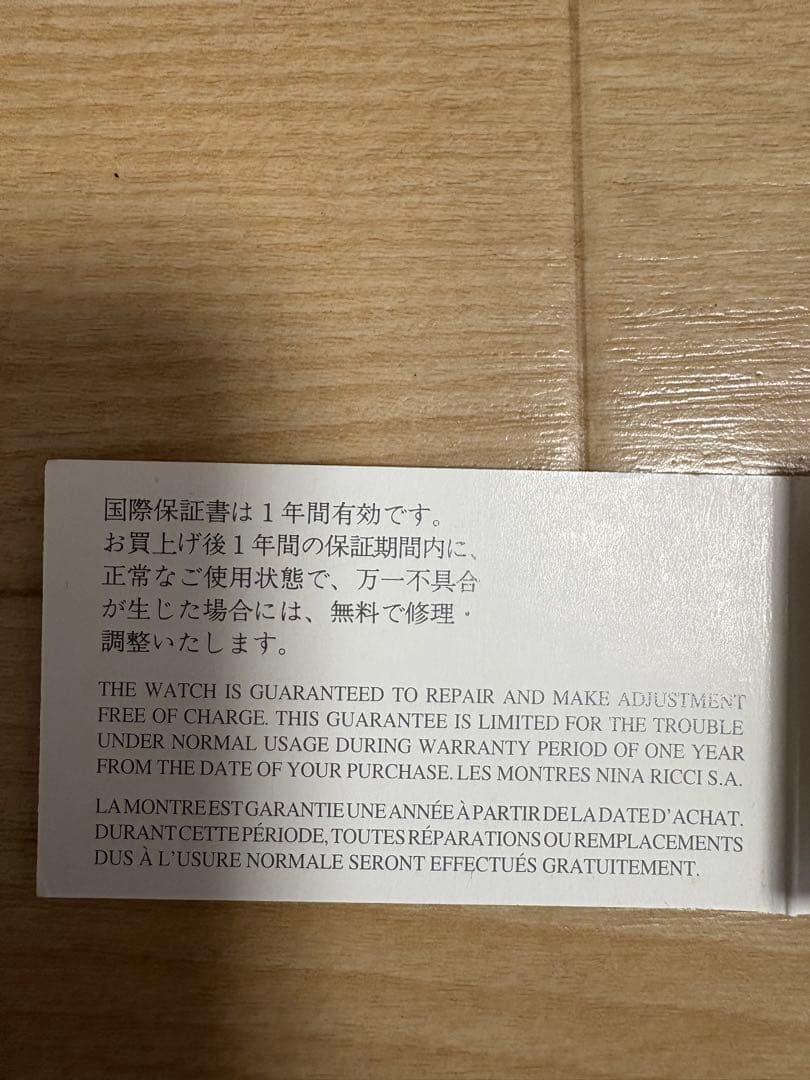 国際保証書は1年間有効です。
お買上げ後1年間の保証期間内に、
正常なご使用状態で、万一不具合
が生じた場合には、無料で修理・
調整いたします。
THE WATCH IS GUARANTEED TO REPAIR AND MAKE ADJUSTMENT
FREE OF CHARGE. THIS GUARANTEE IS LIMITED FOR THE TROUBLE
UNDER NORMAL USAGE DURING WARRANTY PERIOD OF ONE YEAR
FROM THE DATE OF YOUR PURCHASE. LES MONTRES NINA RICCI S.A.
LA MONTRE EST GARANTIE UNE ANNÉE À PARTIR DE LA DATE D'ACHAT.
DURANT CETTE PÉRIODE, TOUTES RÉPARATIONS OU REMPLACEMENTS
DUS À L'USURE NORMALE SERONT EFFECTUÉS GRATUITEMENT.